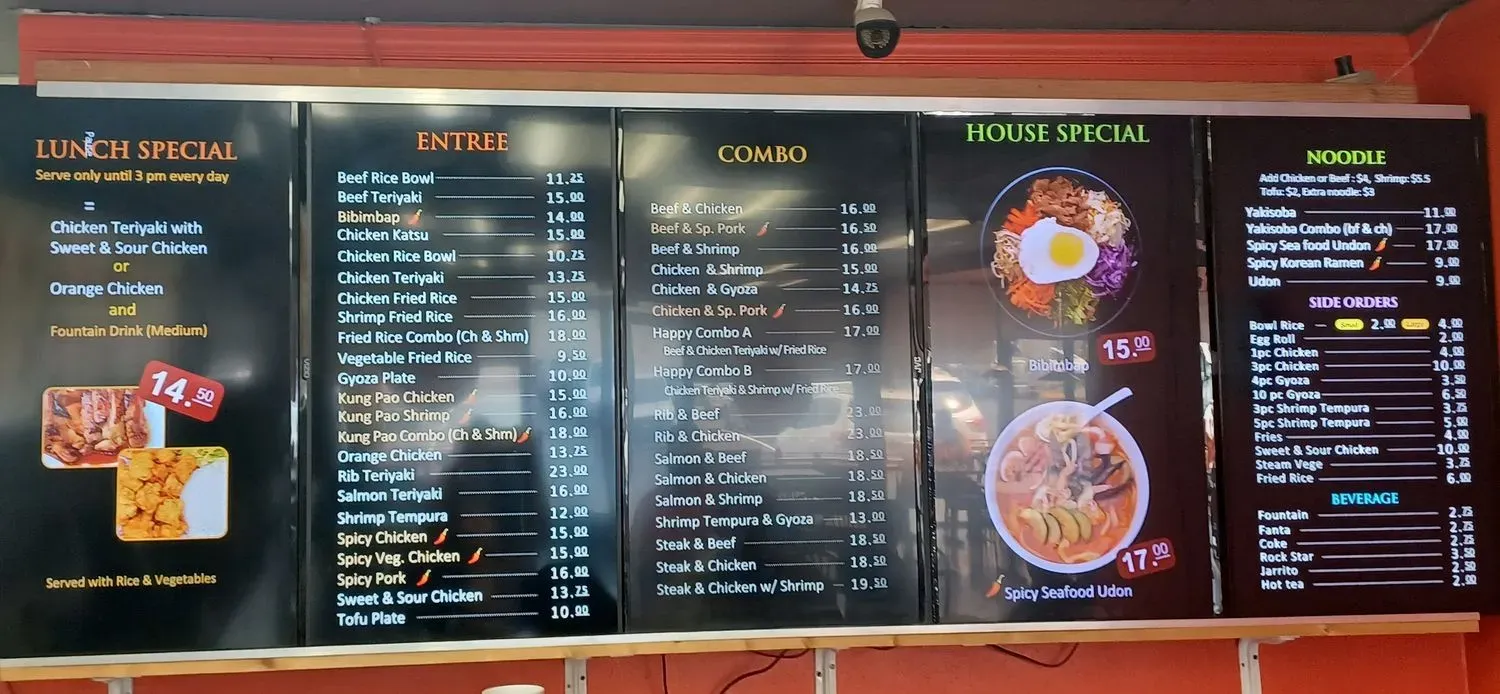 LUNCH SPECIAL
Pause
Serve only until 3 pm every day
=
Chicken Teriyaki with
Sweet & Sour Chicken
or
Orange Chicken
and
Fountain Drink (Medium)
14.50
Served with Rice & Vegetables
ENTREE
Beef Rice Bowl 11.25
Beef Teriyaki 15.00
Bibimbap 14.00
Chicken Katsu 15.00
Chicken Rice Bowl 10.75
Chicken Teriyaki 13.75
Chicken Fried Rice 15.00
Shrimp Fried Rice 16.00
Fried Rice Combo (Ch & Shm) 18.00
Vegetable Fried Rice 9.50
Gyoza Plate 10.00
Kung Pao Chicken 15.00
Kung Pao Shrimp 16.00
Kung Pao Combo (Ch & Shm) 18.00
Orange Chicken 13.75
Rib Teriyaki 23.00
Salmon Teriyaki 16.00
Shrimp Tempura 12.00
Spicy Chicken 15.00
Spicy Veg. Chicken 15.00
Spicy Pork 16.00
Sweet & Sour Chicken 13.75
Tofu Plate 10.00
COMBO
Beef & Chicken 16.00
Beef & Sp. Pork 16.50
Beef & Shrimp 16.00
Chicken & Shrimp 15.00
Chicken & Gyoza 14.75
Chicken & Sp. Pork 16.00
Happy Combo A 17.00
Beef & Chicken Teriyaki w/ Fried Rice
Happy Combo B 17.00
Chicken Teriyaki & Shrimp w/ Fried Rice
Rib & Beef 23.00
Rib & Chicken 23.00
Salmon & Beef 18.50
Salmon & Chicken 18.50
Salmon & Shrimp 18.50
Shrimp Tempura & Gyoza 13.00
Steak & Beef 18.50
Steak & Chicken 18.50
Steak & Chicken w/ Shrimp 19.50
JVC
HOUSE SPECIAL
15.00
Bibimbap
17.00
Spicy Seafood Udon
NOODLE
Add Chicken or Beef : $4, Shrimp: $5.5
Tofu: $2, Extra noodle: $3
Yakisoba 11.00
Yakisoba Combo (bf & ch) 17.00
Spicy Sea food Undon 17.00
Spicy Korean Ramen 9.00
Udon 9.00
SIDE ORDERS
Bowl Rice Small 2.00 Large 4.00
Egg Roll 2.00
1pc Chicken 4.00
3pc Chicken 10.00
4pc Gyoza 3.50
10 pc Gyoza 6.50
3pc Shrimp Tempura 3.75
5pc Shrimp Tempura 5.00
Fries 4.00
Sweet & Sour Chicken 10.00
Steam Vege 3.75
Fried Rice 6.00
BEVERAGE
Fountain 2.75
Fanta 2.75
Coke 2.75
Rock Star 3.50
Jarrito 2.50
Hot tea 2.00